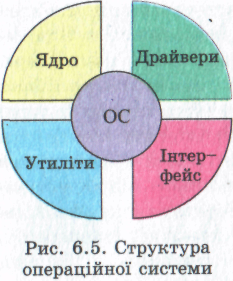 Ядро
Драйвери
ОС
Утиліти
Інтер-
фейс
Рис. 6.5. Структура
операційної системи